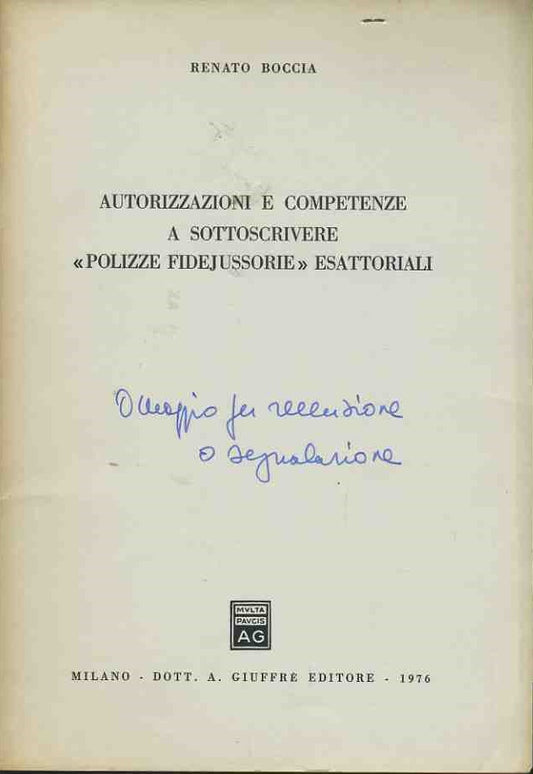 RENATO BOCCIA
AUTORIZZAZIONI E COMPETENZE
A SOTTOSCRIVERE
«POLIZZE FIDEJUSSORIE» ESATTORIALI
Omaggio per recensione
o segnalazione
MVLTA
PAVCIS
AG
MILANO - DOTT. A. GIUFFRÈ EDITORE - 1976